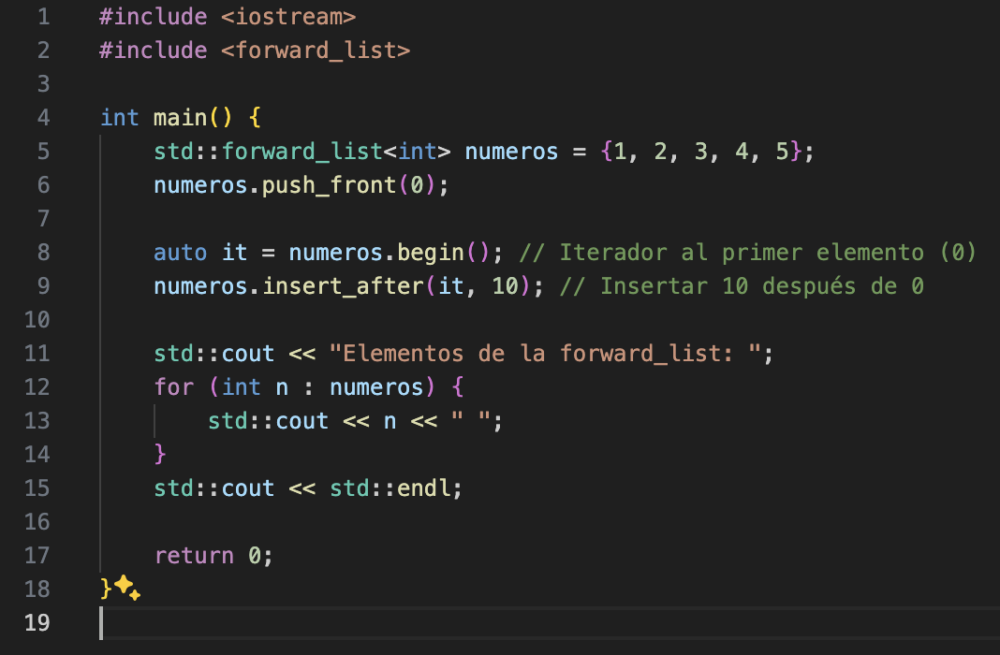 1 #include <iostream>
2 #include <forward_list>
3
4 int main() {
5     std::forward_list<int> numeros = {1, 2, 3, 4, 5};
6     numeros.push_front(0);
7
8     auto it = numeros.begin(); // Iterador al primer elemento (0)
9     numeros.insert_after(it, 10); // Insertar 10 después de 0
10
11     std::cout << "Elementos de la forward_list: ";
12     for (int n : numeros) {
13         std::cout << n << " ";
14     }
15     std::cout << std::endl;
16
17     return 0;
18 }
19